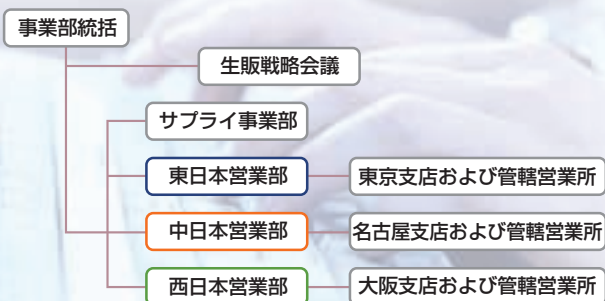 事業部統括
生販戦略会議
サプライ事業部
東日本営業部
東京支店および管轄営業所
中日本営業部
名古屋支店および管轄営業所
西日本営業部
大阪支店および管轄営業所